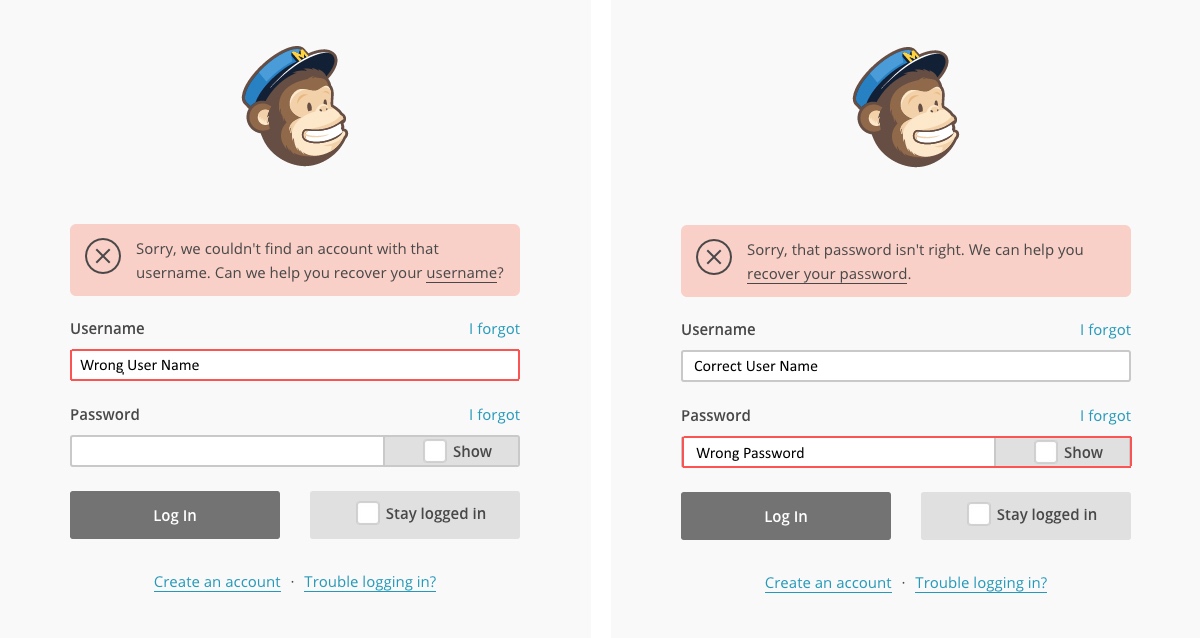 M
Sorry, we couldn't find an account with that
username. Can we help you recover your username?
Username I forgot
Wrong User Name
Password I forgot
Show
Log In
Stay logged in
Create an account · Trouble logging in?
M
Sorry, that password isn't right. We can help you
recover your password.
Username I forgot
Correct User Name
Password I forgot
Wrong Password
Show
Log In
Stay logged in
Create an account · Trouble logging in?